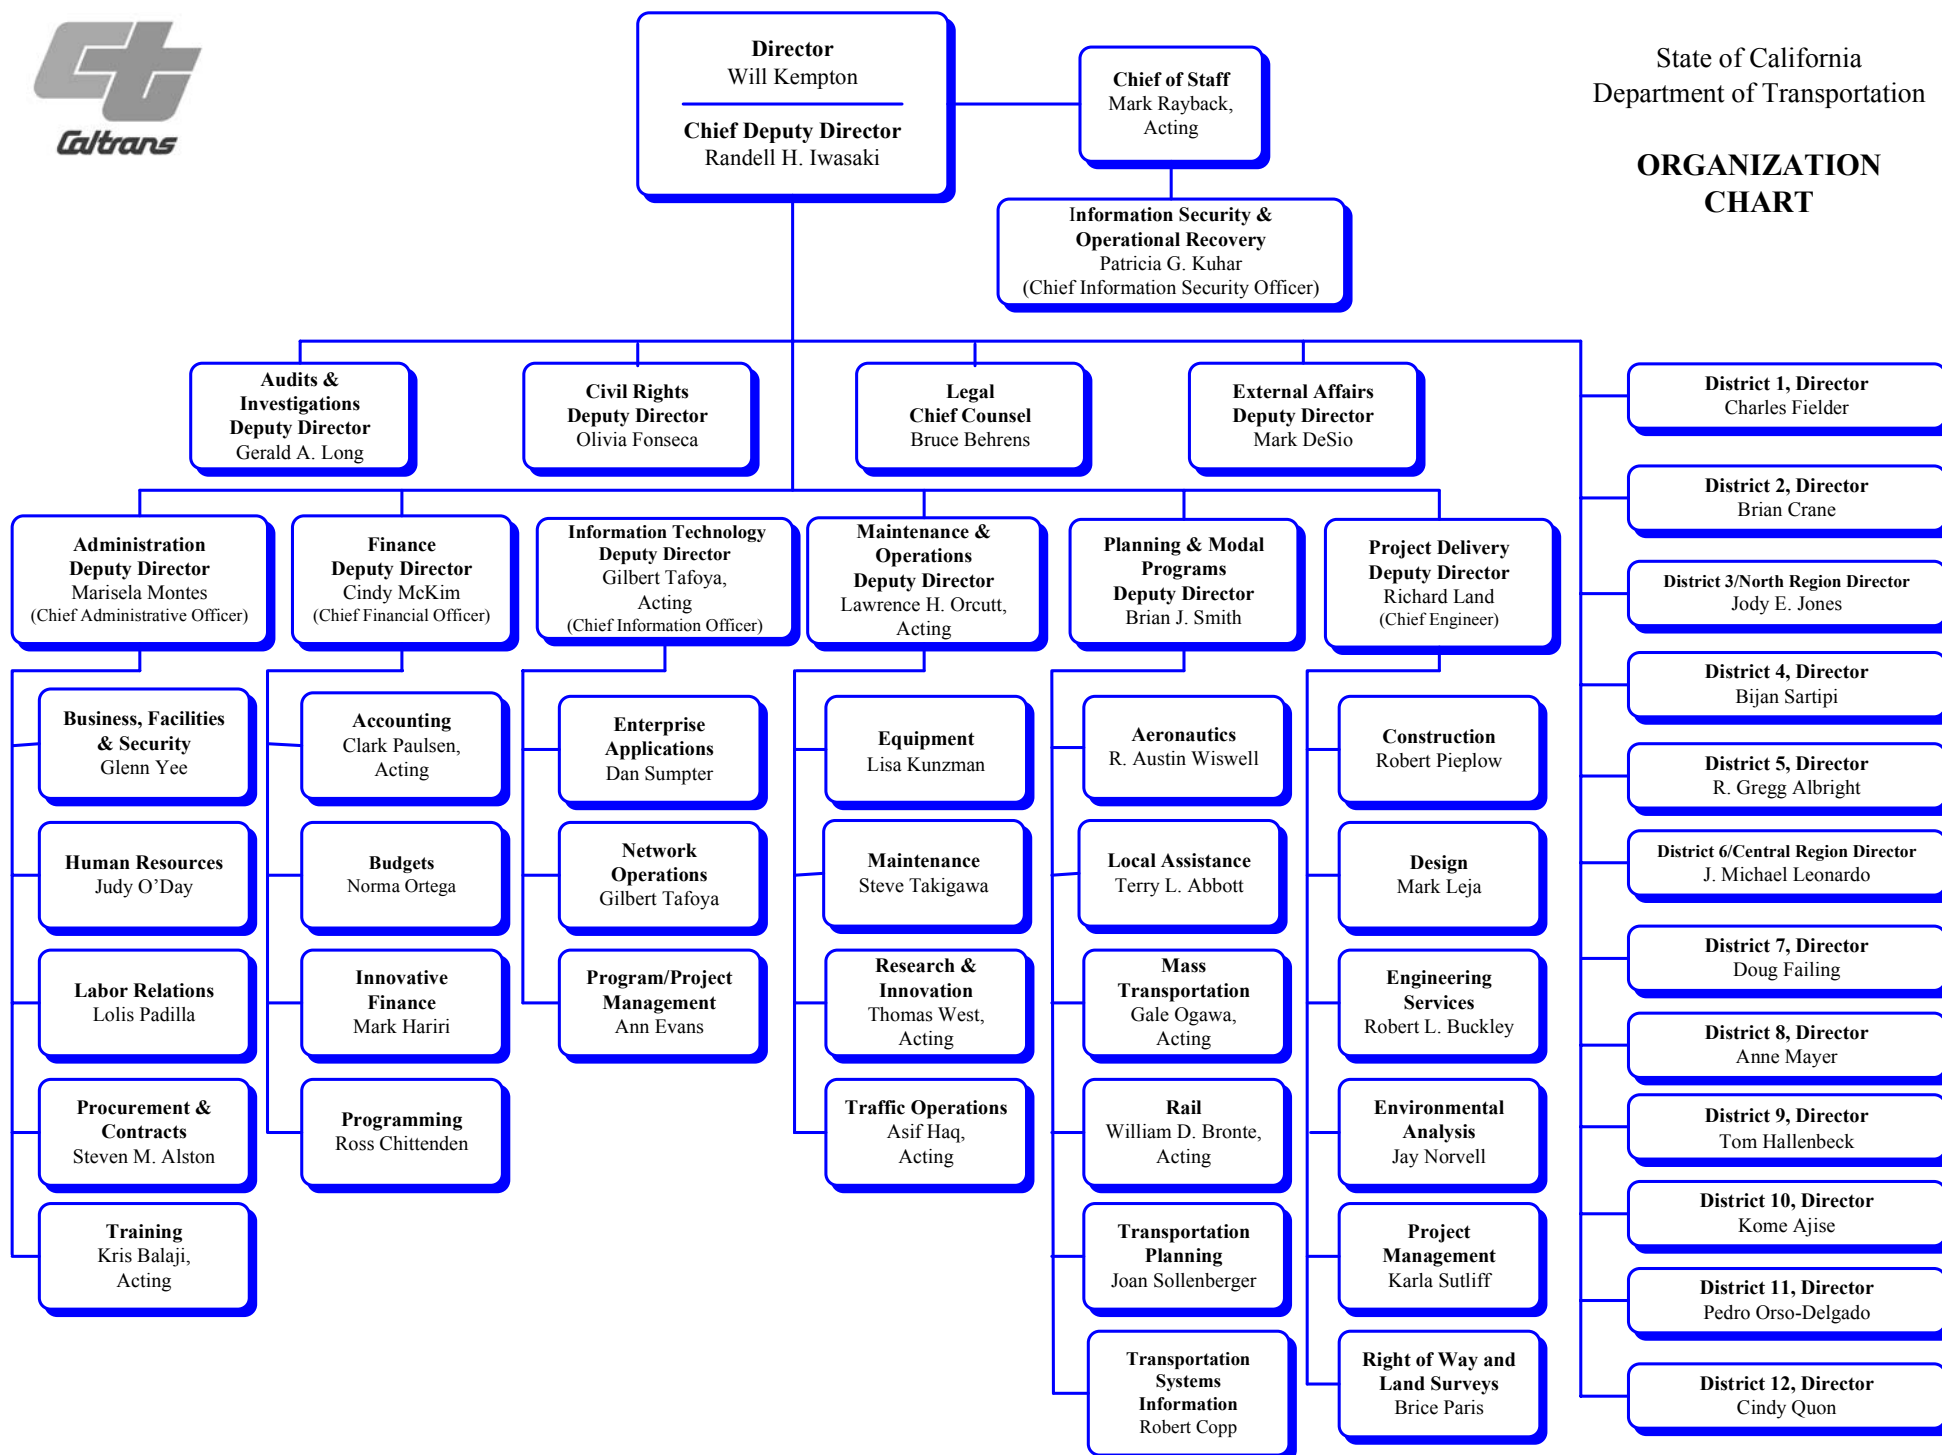 Caltrans
State of California
Department of Transportation
ORGANIZATION
CHART
Director
Will Kempton
Chief Deputy Director
Randell H. Iwasaki
Chief of Staff
Mark Rayback,
Acting
Information Security &
Operational Recovery
Patricia G. Kuhar
(Chief Information Security Officer)
Audits &
Investigations
Deputy Director
Gerald A. Long
Civil Rights
Deputy Director
Olivia Fonseca
Legal
Chief Counsel
Bruce Behrens
External Affairs
Deputy Director
Mark DeSio
Administration
Deputy Director
Marisela Montes
(Chief Administrative Officer)
Finance
Deputy Director
Cindy McKim
(Chief Financial Officer)
Information Technology
Deputy Director
Gilbert Tafoya,
Acting
(Chief Information Officer)
Maintenance &
Operations
Deputy Director
Lawrence H. Orcutt,
Acting
Planning & Modal
Programs
Deputy Director
Brian J. Smith
Project Delivery
Deputy Director
Richard Land
(Chief Engineer)
Business, Facilities
& Security
Glenn Yee
Human Resources
Judy O’Day
Labor Relations
Lolis Padilla
Procurement &
Contracts
Steven M. Alston
Training
Kris Balaji,
Acting
Accounting
Clark Paulsen,
Acting
Budgets
Norma Ortega
Innovative
Finance
Mark Hariri
Programming
Ross Chittenden
Enterprise
Applications
Dan Sumpter
Network
Operations
Gilbert Tafoya
Program/Project
Management
Ann Evans
Equipment
Lisa Kunzman
Maintenance
Steve Takigawa
Research &
Innovation
Thomas West,
Acting
Traffic Operations
Asif Haq,
Acting
Aeronautics
R. Austin Wiswell
Local Assistance
Terry L. Abbott
Mass
Transportation
Gale Ogawa,
Acting
Rail
William D. Bronte,
Acting
Transportation
Planning
Joan Sollenberger
Transportation
Systems
Information
Robert Copp
Construction
Robert Pieplow
Design
Mark Leja
Engineering
Services
Robert L. Buckley
Environmental
Analysis
Jay Norvell
Project
Management
Karla Sutliff
Right of Way and
Land Surveys
Brice Paris
District 1, Director
Charles Fielder
District 2, Director
Brian Crane
District 3/North Region Director
Jody E. Jones
District 4, Director
Bijan Sartipi
District 5, Director
R. Gregg Albright
District 6/Central Region Director
J. Michael Leonardo
District 7, Director
Doug Failing
District 8, Director
Anne Mayer
District 9, Director
Tom Hallenbeck
District 10, Director
Kome Ajise
District 11, Director
Pedro Orso-Delgado
District 12, Director
Cindy Quon